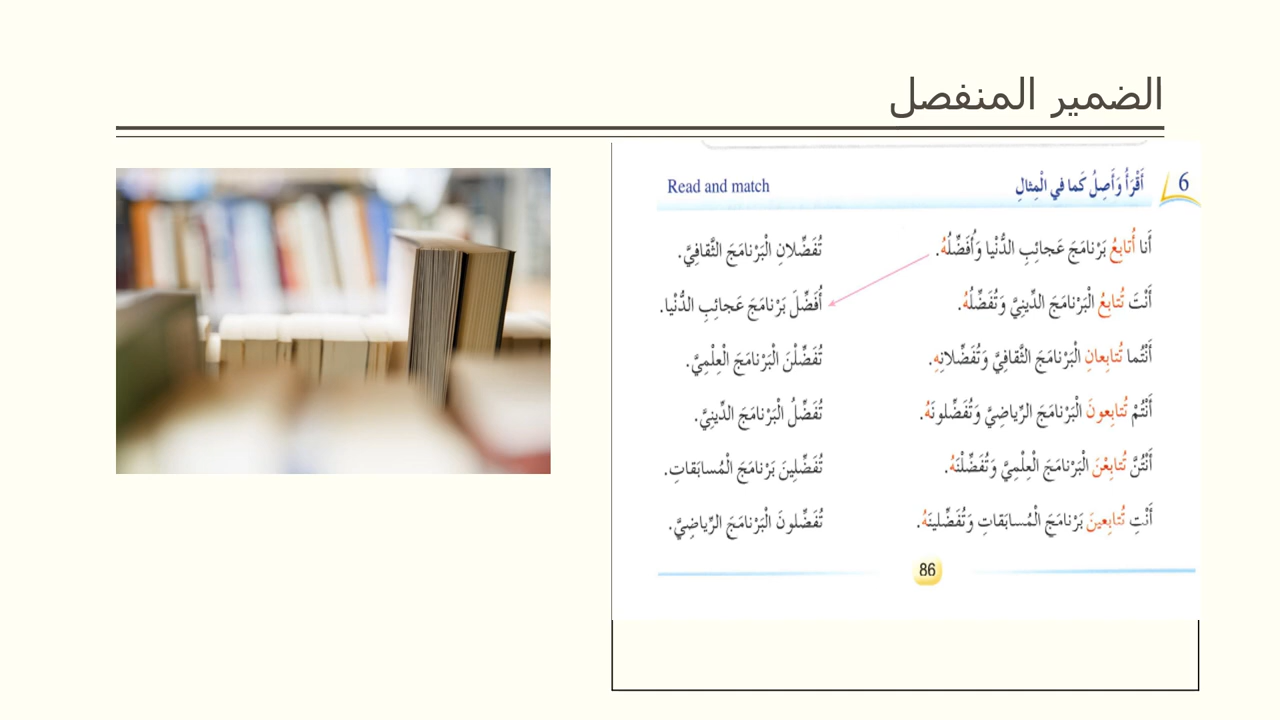 الضمير المنفصل
6 أَقْرَأُ وَأَصِلُ كَما في الْمِثالِ Read and match
أَنا أُتابِعُ بَرْنامَجَ عَجائِبِ الدُّنْيا وَأُفَضِّلُهُ. تُفَضِّلانِ الْبَرْنامَجَ الثَّقافِيَّ.
أَنْتَ تُتابِعُ الْبَرْنامَجَ الدِّينِيَّ وَتُفَضِّلُهُ. أُفَضِّلَ بَرْنامَجَ عَجائِبِ الدُّنْيا.
أَنْتُما تُتابِعانِ الْبَرْنامَجَ الثَّقافِيَّ وَتُفَضِّلانِهِ. تُفَضِّلْنَ الْبَرْنامَجَ الْعِلْمِيَّ.
أَنْتُمْ تُتابِعونَ الْبَرْنامَجَ الرِّياضِيَّ وَتُفَضِّلونَهُ. تُفَضِّلُ الْبَرْنامَجَ الدِّينِيَّ.
أَنْتُنَّ تُتابِعْنَ الْبَرْنامَجَ الْعِلْمِيَّ وَتُفَضِّلْنَهُ. تُفَضِّلِينَ بَرْنامَجَ الْمُسابَقاتِ.
أَنْتِ تُتابِعينَ بَرْنامَجَ الْمُسابَقاتِ وَتُفَضِّلينَهُ. تُفَضِّلونَ الْبَرْنامَجَ الرِّياضِيَّ.
86